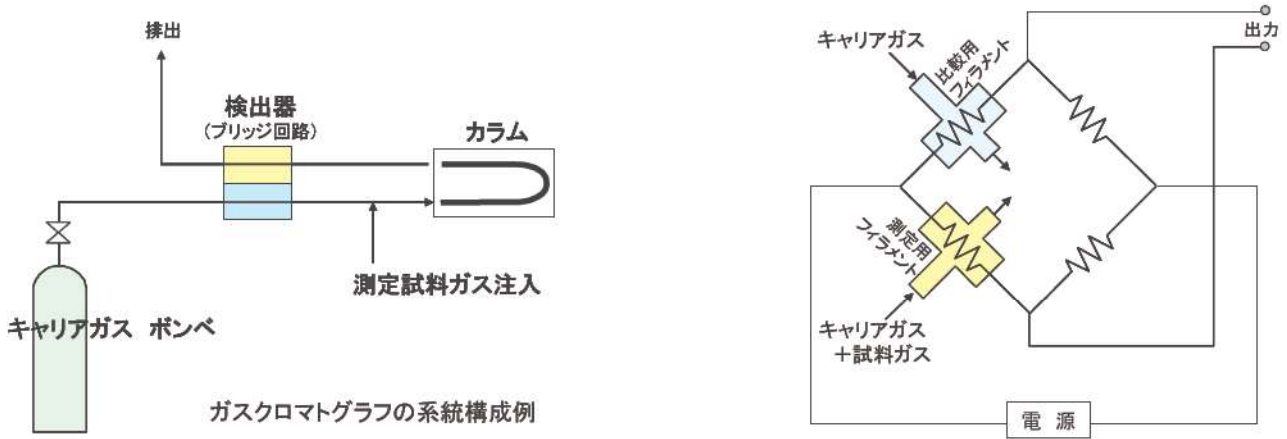 排出
検出器
(ブリッジ回路)
カラム
測定試料ガス注入
キャリアガス ボンベ
ガスクロマトグラフの系統構成例
出力
キャリアガス
比較用
フィラメント
測定用
フィラメント
キャリアガス
＋試料ガス
電 源